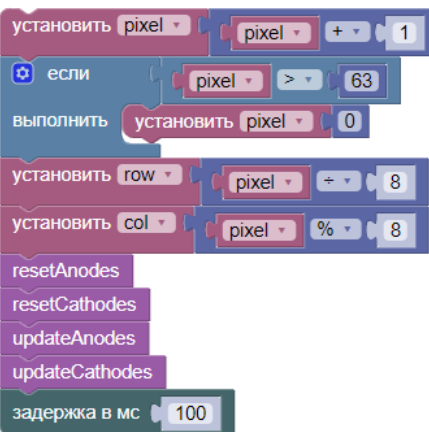 установить pixel ▾ pixel ▾ + ▾ 1
если pixel ▾ > ▾ 63
выполнить установить pixel ▾ 0
установить row ▾ pixel ▾ ÷ ▾ 8
установить col ▾ pixel ▾ % ▾ 8
resetAnodes
resetCathodes
updateAnodes
updateCathodes
задержка в мс 100